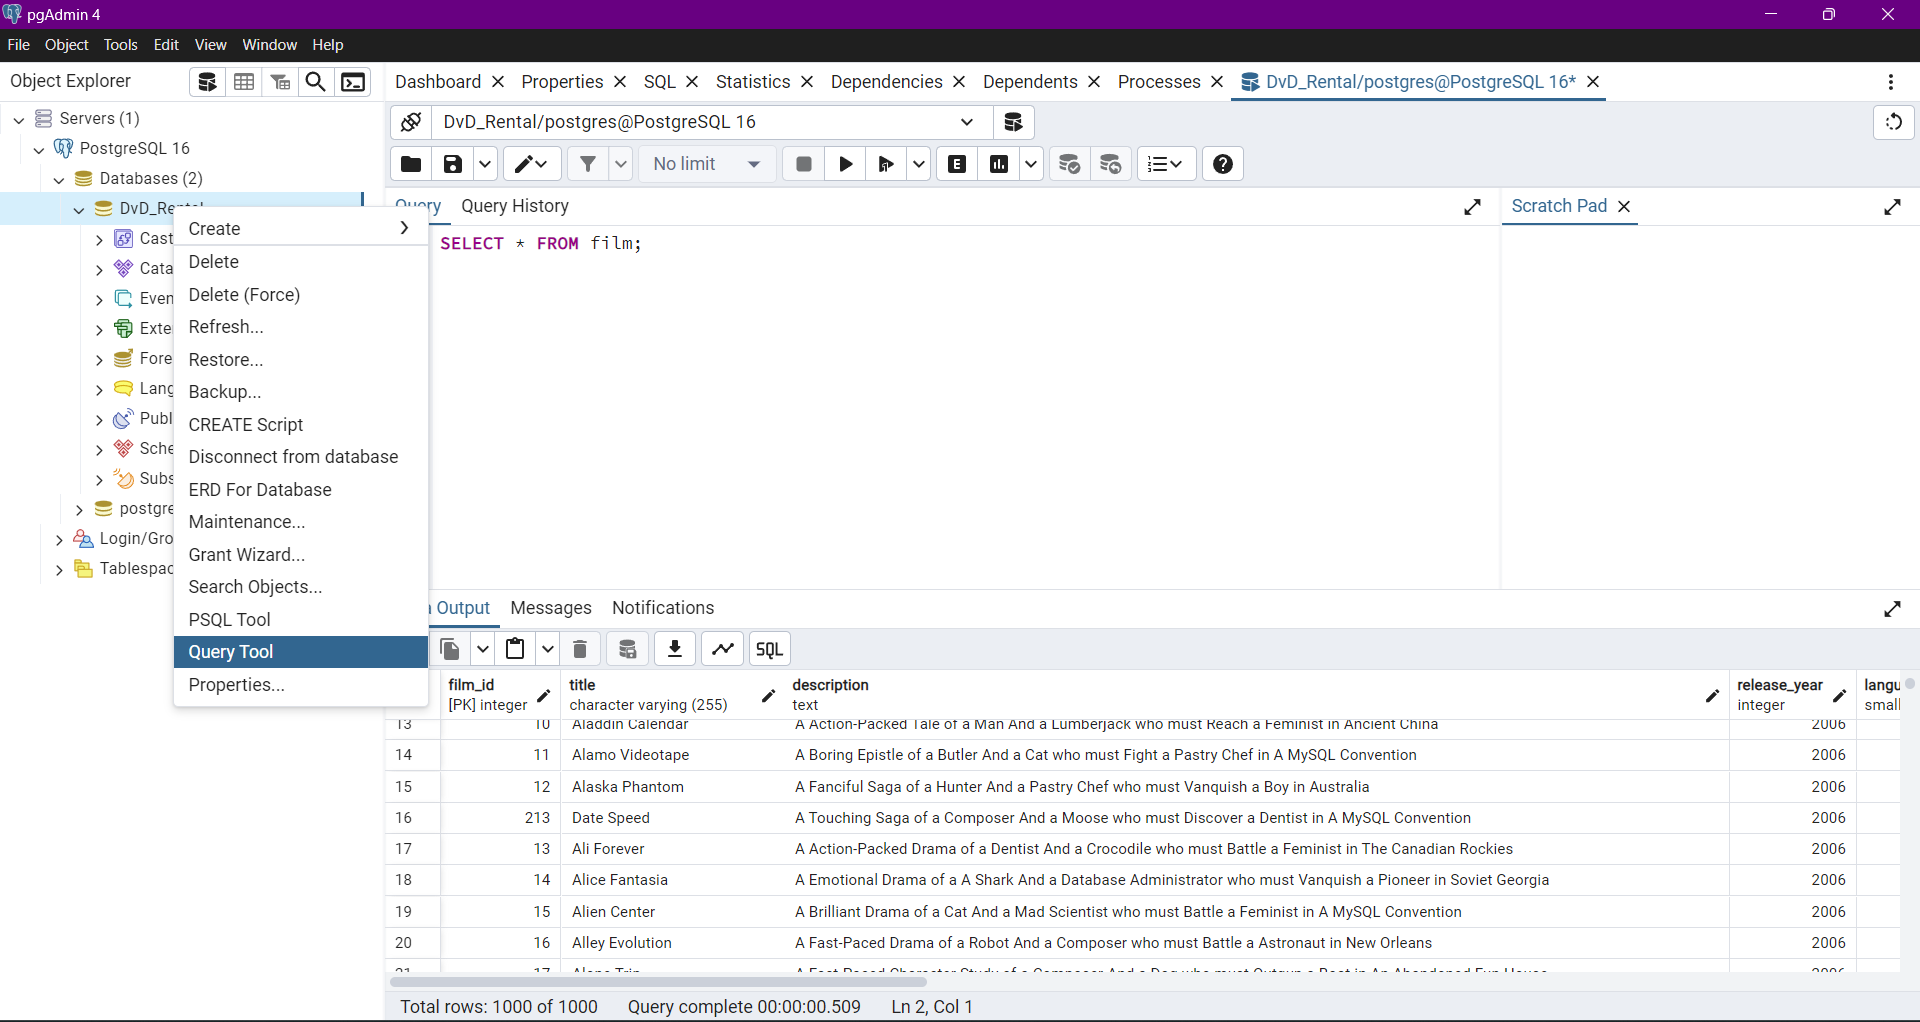 pgAdmin 4
File Object Tools Edit View Window Help
Object Explorer
Dashboard Properties SQL Statistics Dependencies Dependents Processes DvD_Rental/postgres@PostgreSQL 16*
Servers (1)
PostgreSQL 16
Databases (2)
DvD_Rental
Cast
Cata
Even
Exte
Fore
Lang
Publ
Sche
Subs
postgre
Login/Gro
Tablespac
Create
Delete
Delete (Force)
Refresh...
Restore...
Backup...
CREATE Script
Disconnect from database
ERD For Database
Maintenance...
Grant Wizard...
Search Objects...
PSQL Tool
Query Tool
Properties...
DvD_Rental/postgres@PostgreSQL 16
No limit
E
Query Query History
Scratch Pad
SELECT * FROM film;
Output Messages Notifications
SQL
film_id title description release_year langu
[PK] integer character varying (255) text integer small
13 10 Aladdin Calendar A Action-Packed Tale of a Man And a Lumberjack who must Reach a Feminist in Ancient China 2006
14 11 Alamo Videotape A Boring Epistle of a Butler And a Cat who must Fight a Pastry Chef in A MySQL Convention 2006
15 12 Alaska Phantom A Fanciful Saga of a Hunter And a Pastry Chef who must Vanquish a Boy in Australia 2006
16 213 Date Speed A Touching Saga of a Composer And a Moose who must Discover a Dentist in A MySQL Convention 2006
17 13 Ali Forever A Action-Packed Drama of a Dentist And a Crocodile who must Battle a Feminist in The Canadian Rockies 2006
18 14 Alice Fantasia A Emotional Drama of a A Shark And a Database Administrator who must Vanquish a Pioneer in Soviet Georgia 2006
19 15 Alien Center A Brilliant Drama of a Cat And a Mad Scientist who must Battle a Feminist in A MySQL Convention 2006
20 16 Alley Evolution A Fast-Paced Drama of a Robot And a Composer who must Battle a Astronaut in New Orleans 2006
Total rows: 1000 of 1000 Query complete 00:00:00.509 Ln 2, Col 1